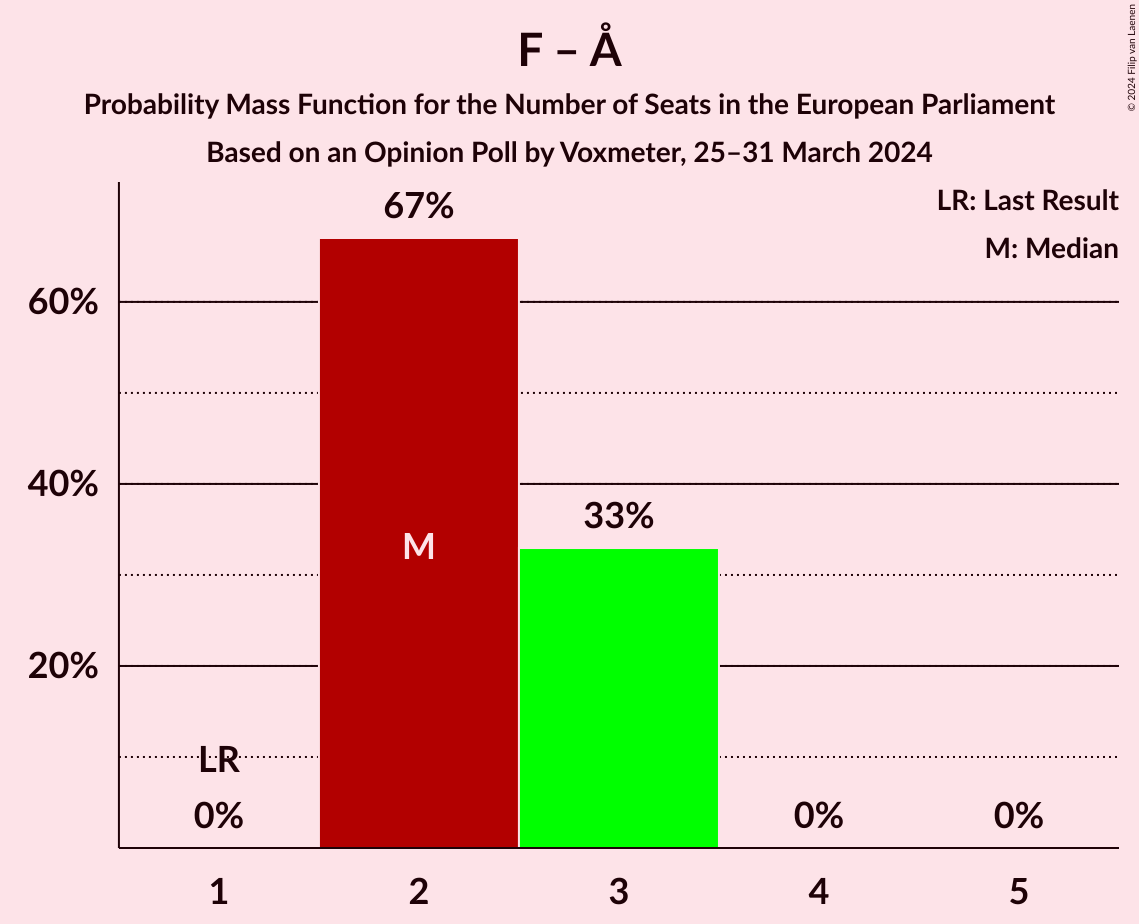 F – Å
Probability Mass Function for the Number of Seats in the European Parliament
Based on an Opinion Poll by Voxmeter, 25–31 March 2024
© 2024 Filip van Laenen
LR: Last Result
M: Median
67%
60%
40%
33%
M
20%
LR
0%
0%
0%
1
2
3
4
5